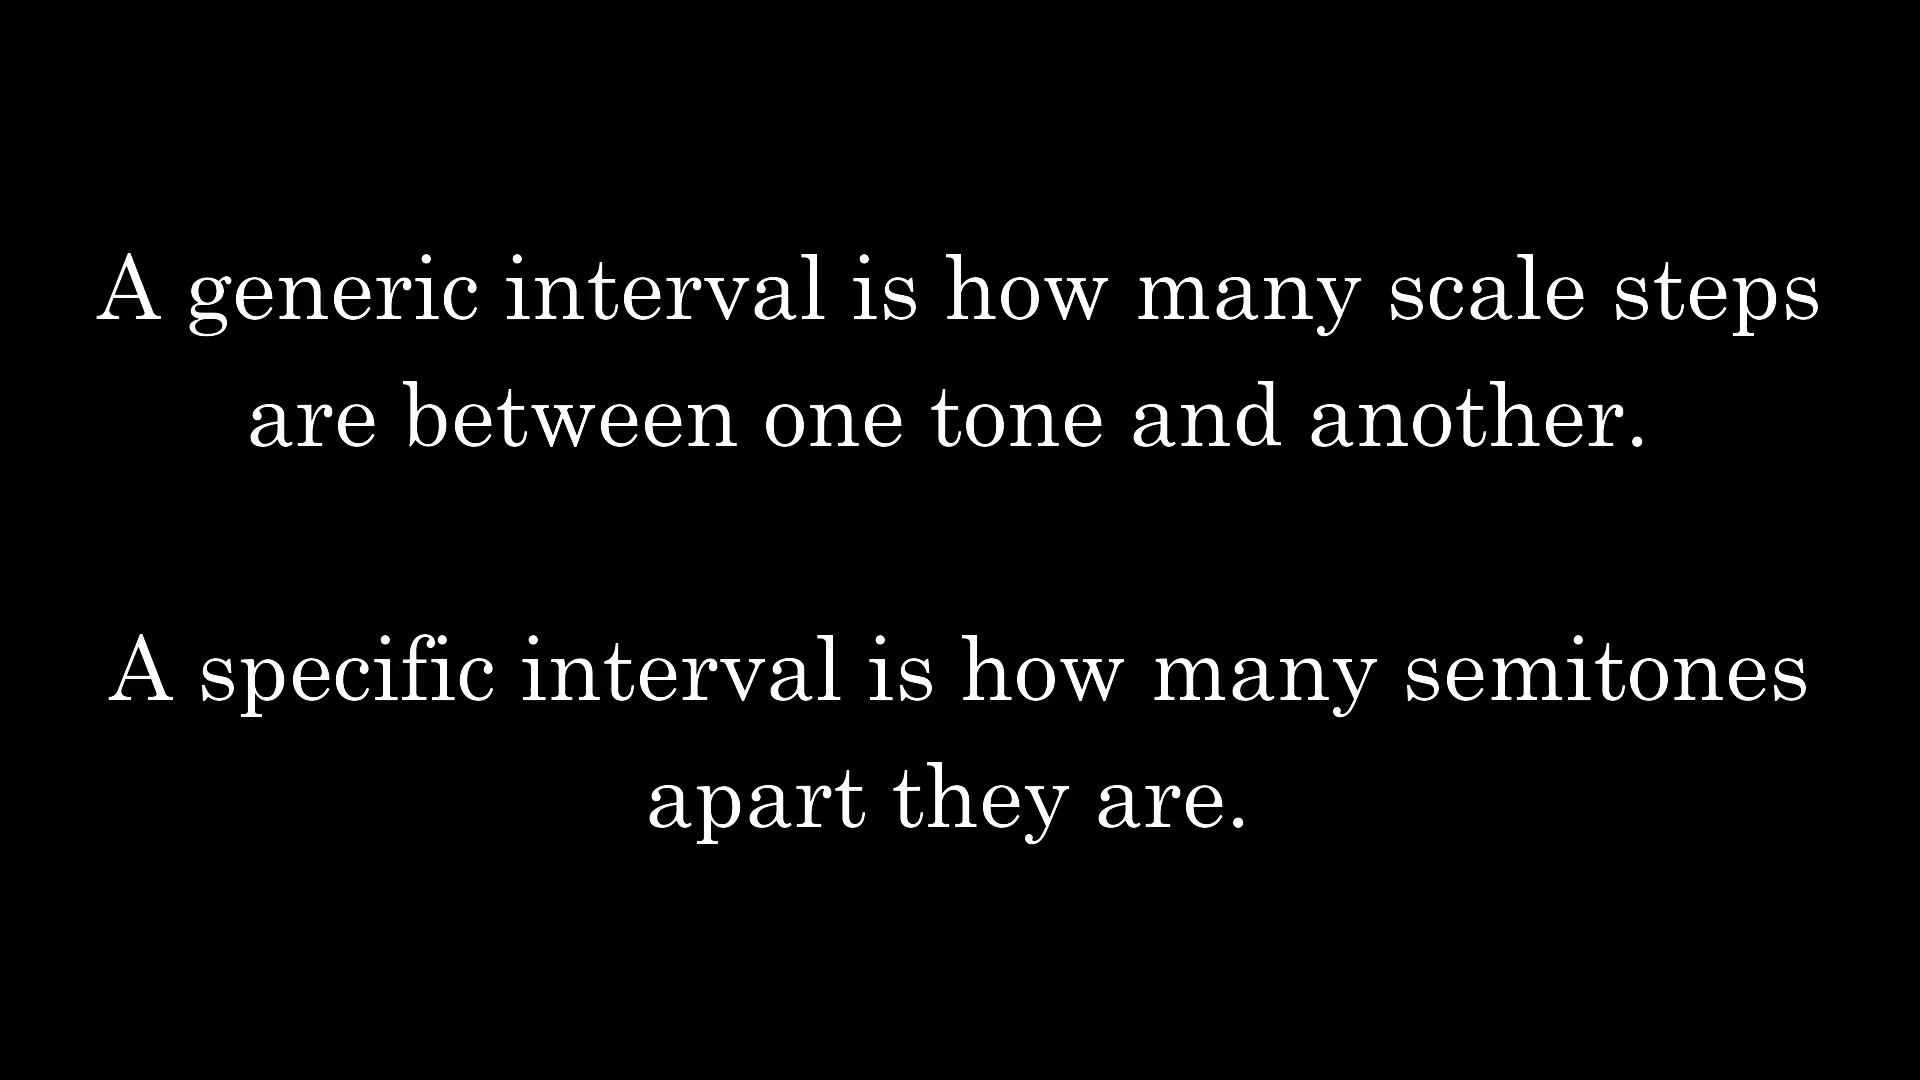 A generic interval is how many scale steps
are between one tone and another.
A specific interval is how many semitones
apart they are.